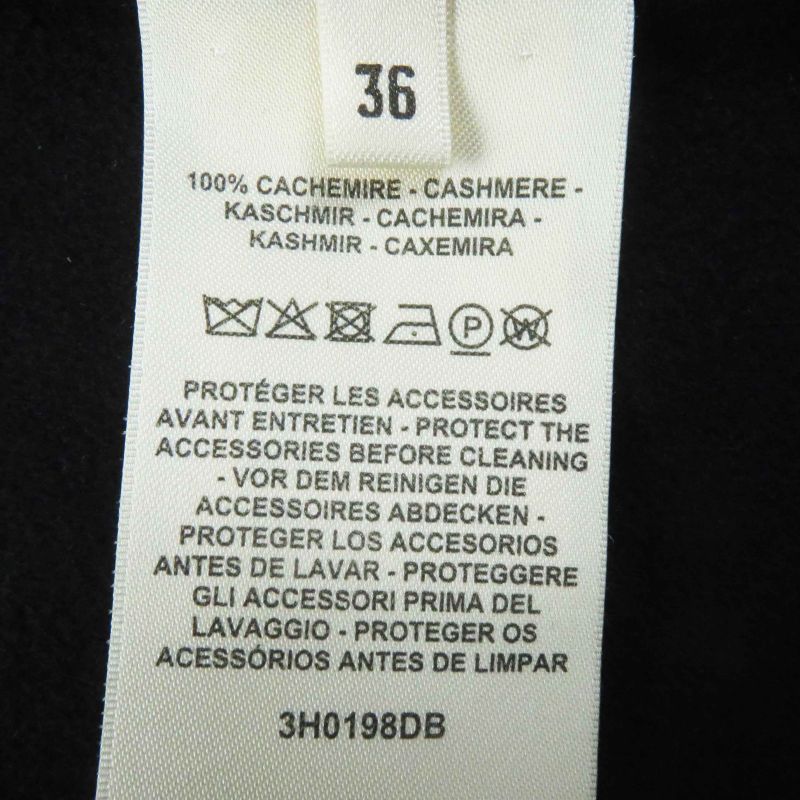 36
100% CACHEMIRE - CASHMERE -
KASCHMIR - CACHEMIRA -
KASHMIR - CAXEMIRA
P W
PROTÉGER LES ACCESSOIRES
AVANT ENTRETIEN - PROTECT THE
ACCESSORIES BEFORE CLEANING
- VOR DEM REINIGEN DIE
ACCESSOIRES ABDECKEN -
PROTEGER LOS ACCESORIOS
ANTES DE LAVAR - PROTEGGERE
GLI ACCESSORI PRIMA DEL
LAVAGGIO - PROTEGER OS
ACESSÓRIOS ANTES DE LIMPAR
3H0198DB